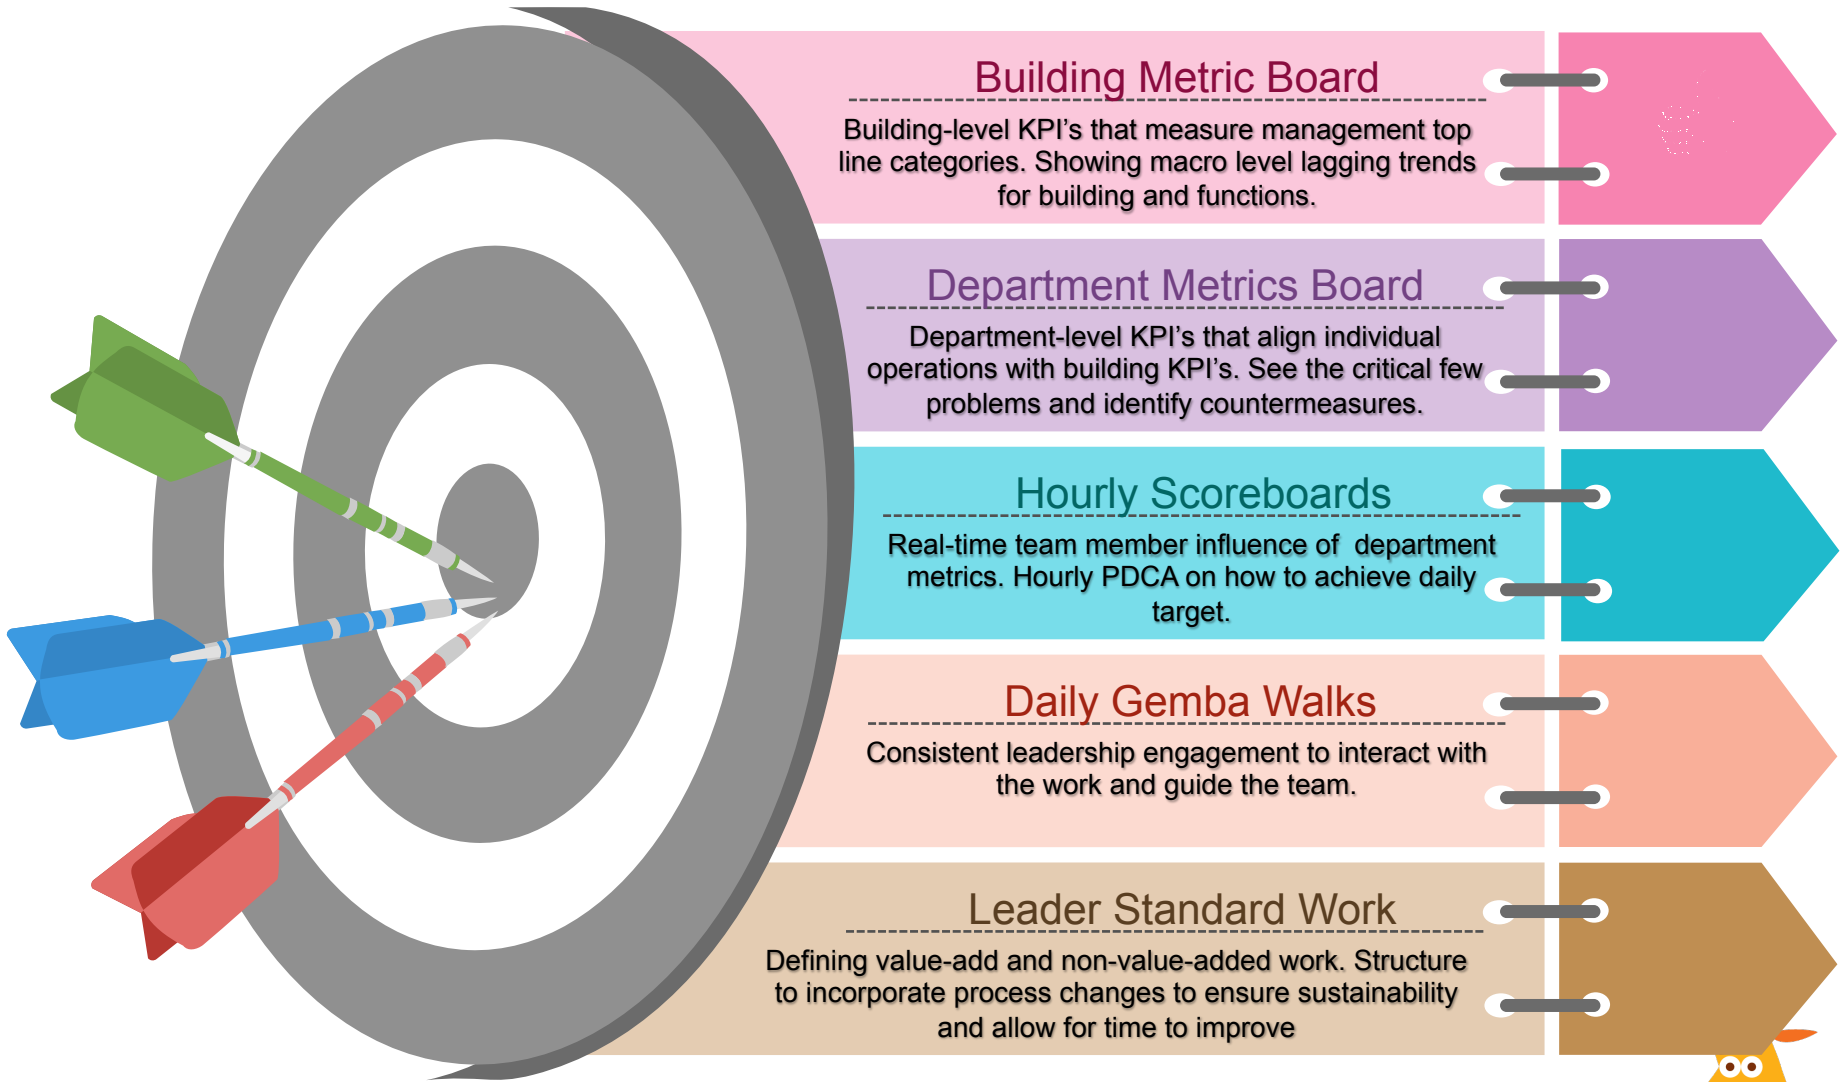 Building Metric Board
Building-level KPI’s that measure management top
line categories. Showing macro level lagging trends
for building and functions.
Department Metrics Board
Department-level KPI’s that align individual
operations with building KPI’s. See the critical few
problems and identify countermeasures.
Hourly Scoreboards
Real-time team member influence of  department
metrics. Hourly PDCA on how to achieve daily
target.
Daily Gemba Walks
Consistent leadership engagement to interact with
the work and guide the team.
Leader Standard Work
Defining value-add and non-value-added work. Structure
to incorporate process changes to ensure sustainability
and allow for time to improve